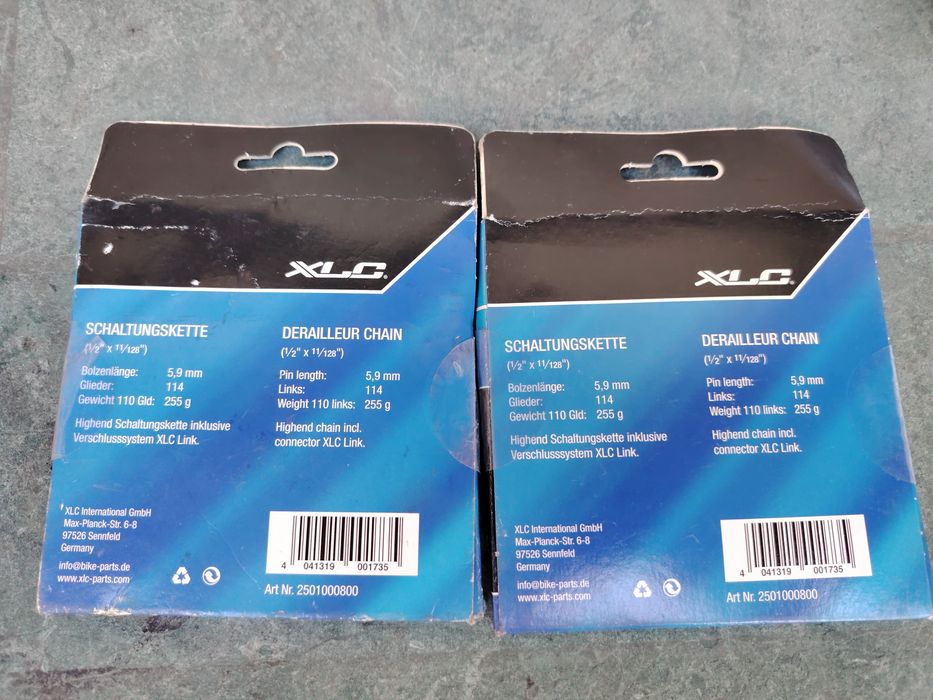 XLC
SCHALTUNGSKETTE
(1/2" x 11/128")
Bolzenlänge: 5,9 mm
Glieder: 114
Gewicht 110 Gld: 255 g
Highend Schaltungskette inklusive
Verschlusssystem XLC Link.
DERAILLEUR CHAIN
(1/2" x 11/128")
Pin length: 5,9 mm
Links: 114
Weight 110 links: 255 g
Highend chain incl.
connector XLC Link.
XLC International GmbH
Max-Planck-Str. 6-8
97526 Sennfeld
Germany
info@bike-parts.de
www.xlc-parts.com
4 041319 001735
Art Nr. 2501000800
XLC
SCHALTUNGSKETTE
(1/2" x 11/128")
Bolzenlänge: 5,9 mm
Glieder: 114
Gewicht 110 Gld: 255 g
Highend Schaltungskette inklusive
Verschlusssystem XLC Link.
DERAILLEUR CHAIN
(1/2" x 11/128")
Pin length: 5,9 mm
Links: 114
Weight 110 links: 255 g
Highend chain incl.
connector XLC Link.
XLC International GmbH
Max-Planck-Str. 6-8
97526 Sennfeld
Germany
info@bike-parts.de
www.xlc-parts.com
4 041319 001735
Art Nr. 2501000800